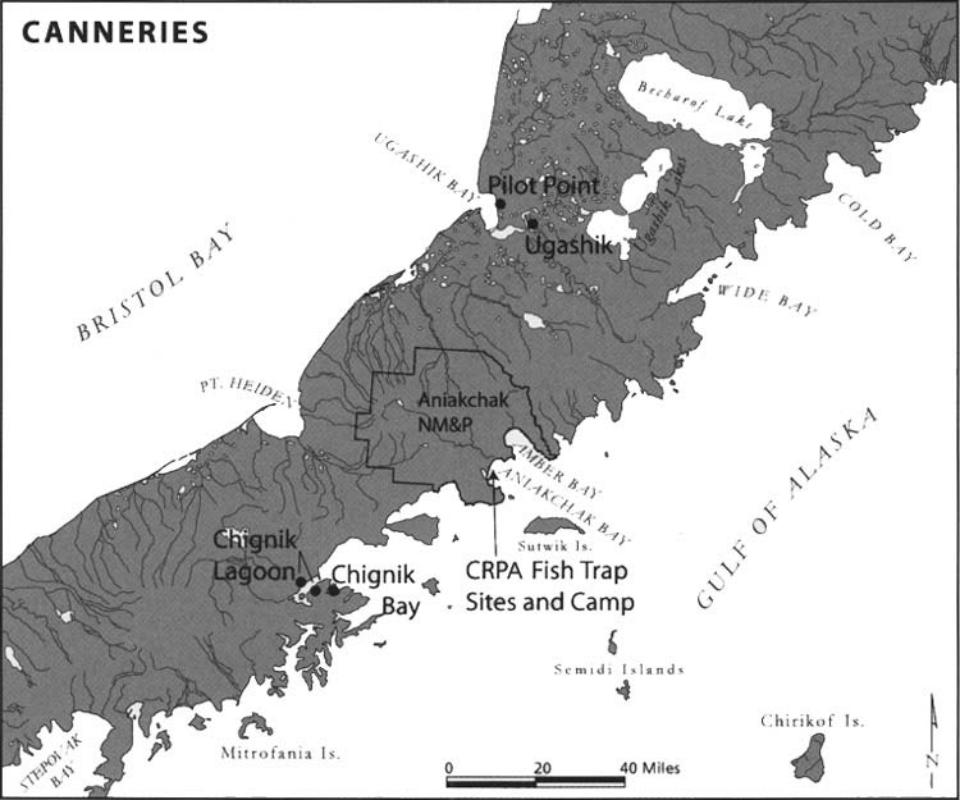 CANNERIES
Becharof Lake
UGASHIK BAY
Pilot Point
Ugashik Lakes
COLD BAY
Ugashik
BRISTOL BAY
WIDE BAY
PT. HEIDEN
Aniakchak
NM&P
AMBER BAY
ANIAKCHAK BAY
GULF OF ALASKA
Sutwik Is.
Chignik
Lagoon
Chignik
Bay
CRPA Fish Trap
Sites and Camp
Semidi Islands
Chirikof Is.
STEPOVAK
BAY
Mitrofania Is.
0 20 40 Miles
N